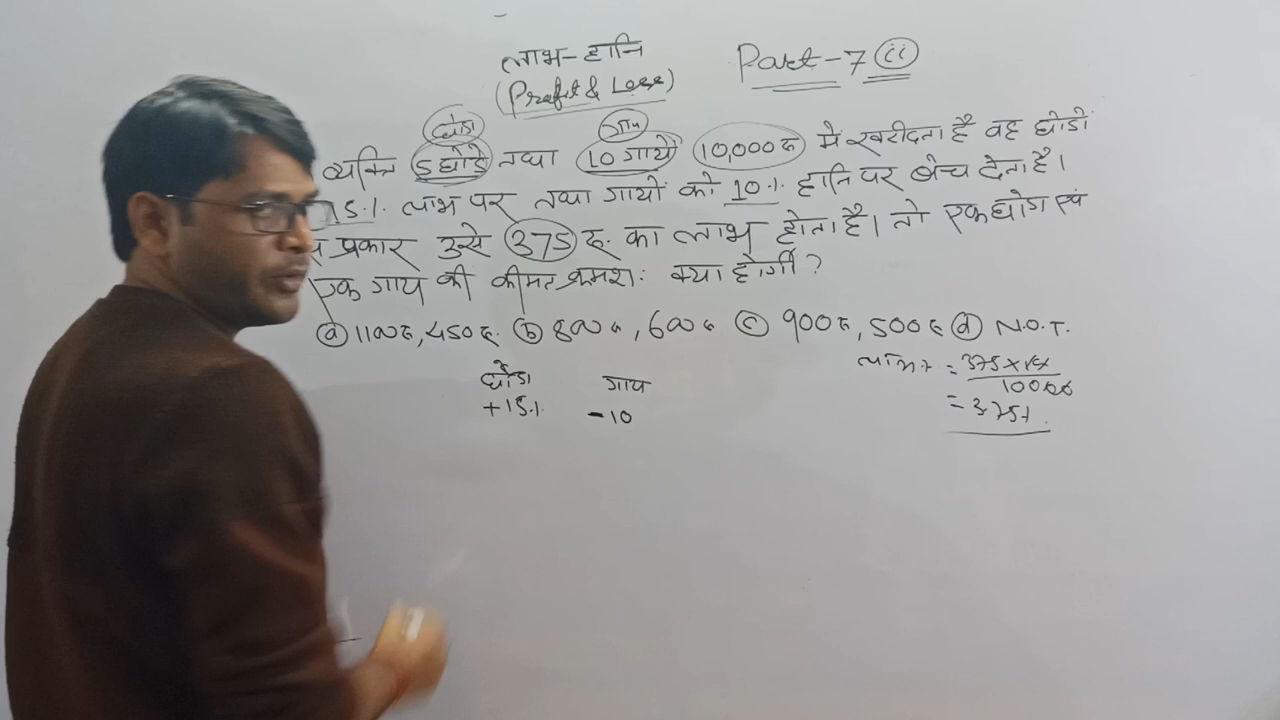 लाभ-हानि
(Profit & Loss)
Part-7 (ii)
घोड़ा गाय
व्यक्ति 5 घोड़े तथा 10 गायों 10,000 रु में खरीदता है वह घोड़ों
15% लाभ पर तथा गायों को 10% हानि पर बेच देता है।
प्रकार उसे 375 रु. का लाभ होता है। तो एक घोड़ा एवं
एक गाय की कीमत क्रमशः क्या होगी ?
(a) 1100रु, 450रु. (b) 800रु, 600रु (c) 900रु, 500रु (d) N.O.T.
घोड़े गाय
+15% -10
लाभ% = 375×100
10000
= 3.75%